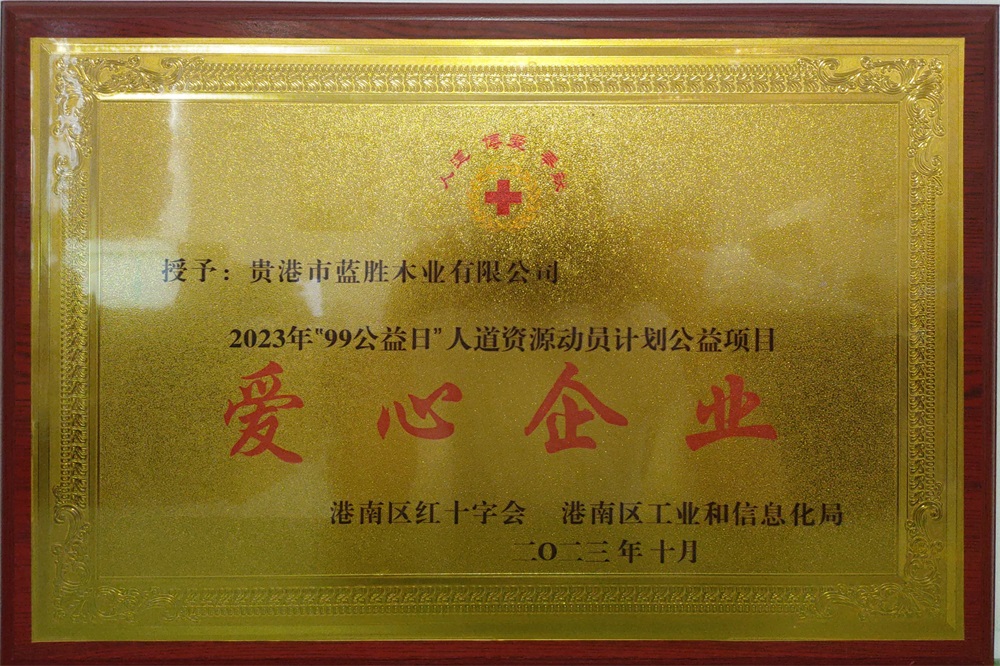 人道 博爱 奉献
授予：贵港市蓝胜木业有限公司
2023年"99公益日"人道资源动员计划公益项目
爱心企业
港南区红十字会 港南区工业和信息化局
二O二三年十月